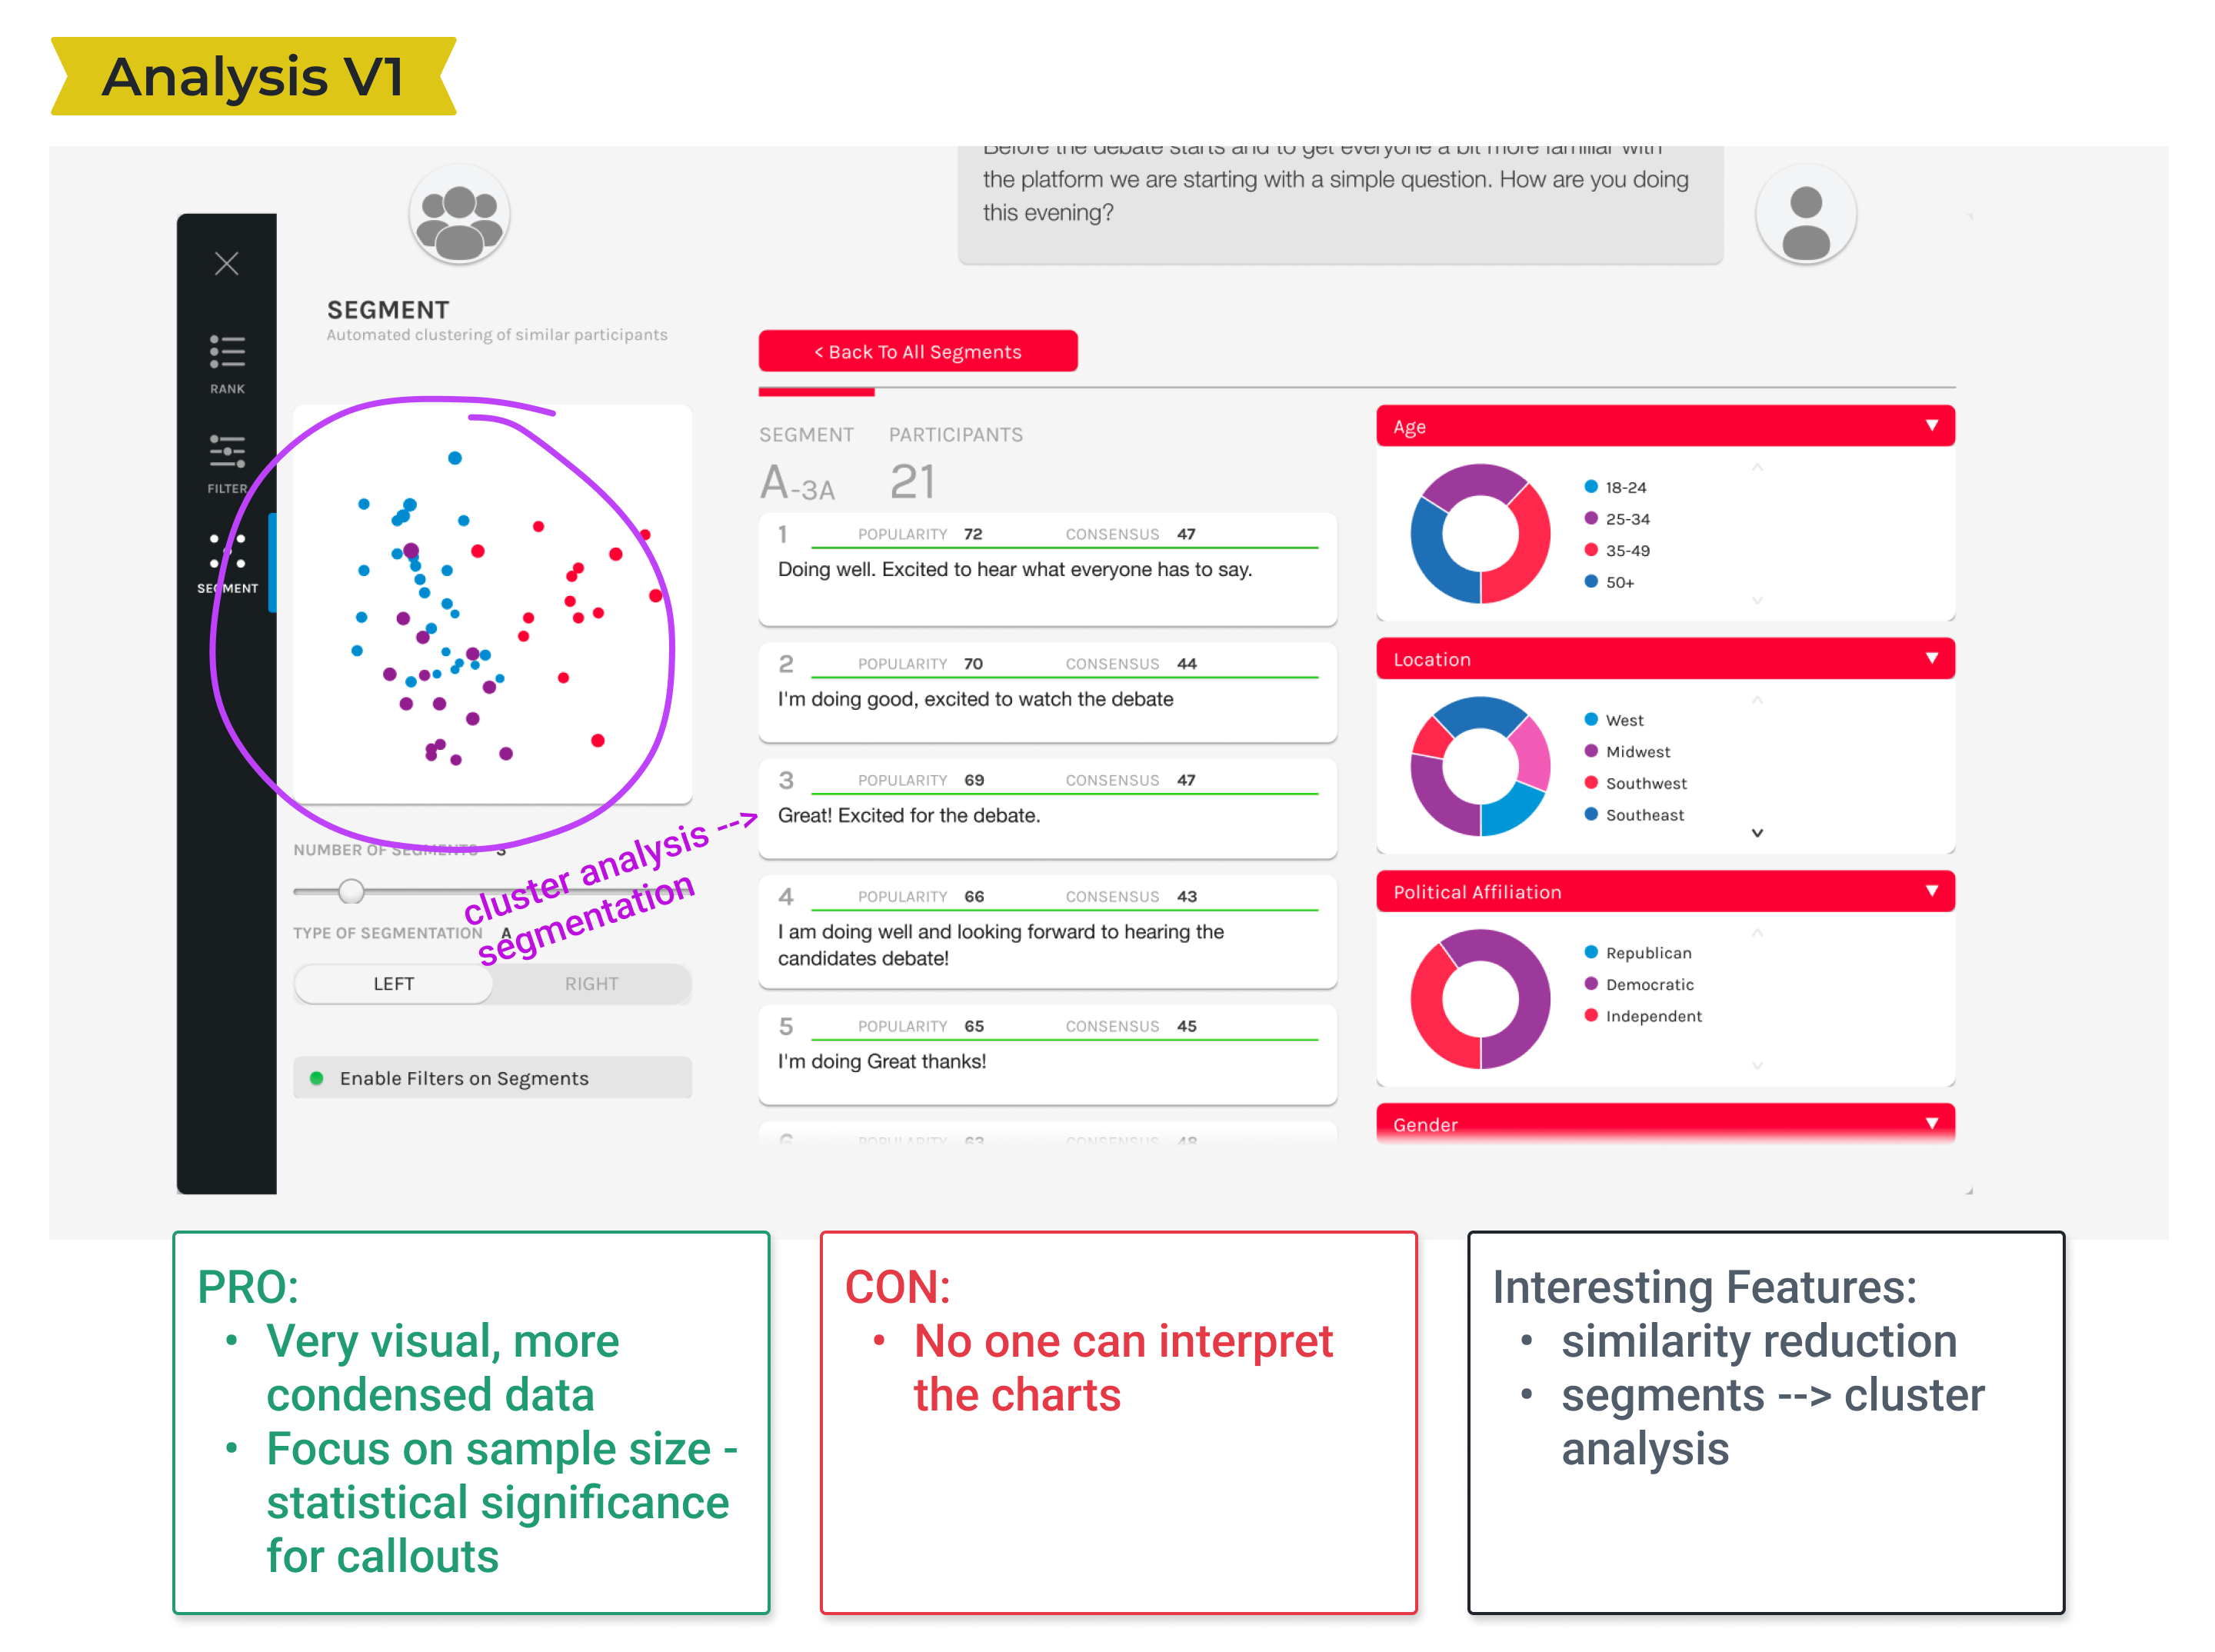 Analysis V1
Before the debate starts and to get everyone a bit more familiar with
the platform we are starting with a simple question. How are you doing
this evening?
RANK
FILTER
SEGMENT
SEGMENT
Automated clustering of similar participants
NUMBER OF SEGMENTS 3
TYPE OF SEGMENTATION A
LEFT RIGHT
Enable Filters on Segments
cluster analysis -->
segmentation
< Back To All Segments
SEGMENT PARTICIPANTS
A-3A 21
1 POPULARITY 72 CONSENSUS 47
Doing well. Excited to hear what everyone has to say.
2 POPULARITY 70 CONSENSUS 44
I'm doing good, excited to watch the debate
3 POPULARITY 69 CONSENSUS 47
Great! Excited for the debate.
4 POPULARITY 66 CONSENSUS 43
I am doing well and looking forward to hearing the
candidates debate!
5 POPULARITY 65 CONSENSUS 45
I'm doing Great thanks!
6 POPULARITY 63 CONSENSUS 48
Age
18-24
25-34
35-49
50+
Location
West
Midwest
Southwest
Southeast
Political Affiliation
Republican
Democratic
Independent
Gender
PRO:
• Very visual, more
condensed data
• Focus on sample size -
statistical significance
for callouts
CON:
• No one can interpret
the charts
Interesting Features:
• similarity reduction
• segments --> cluster
analysis